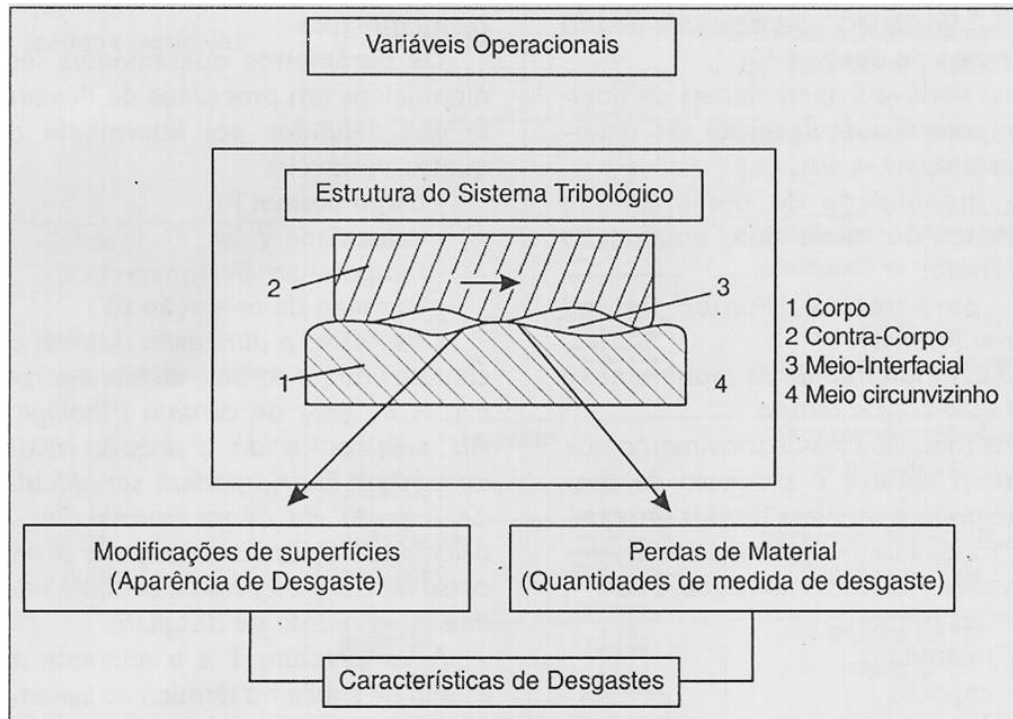 Variáveis Operacionais
Estrutura do Sistema Tribológico
2
3
1
4
1 Corpo
2 Contra-Corpo
3 Meio-Interfacial
4 Meio circunvizinho
Modificações de superfícies
(Aparência de Desgaste)
Perdas de Material
(Quantidades de medida de desgaste)
Características de Desgastes